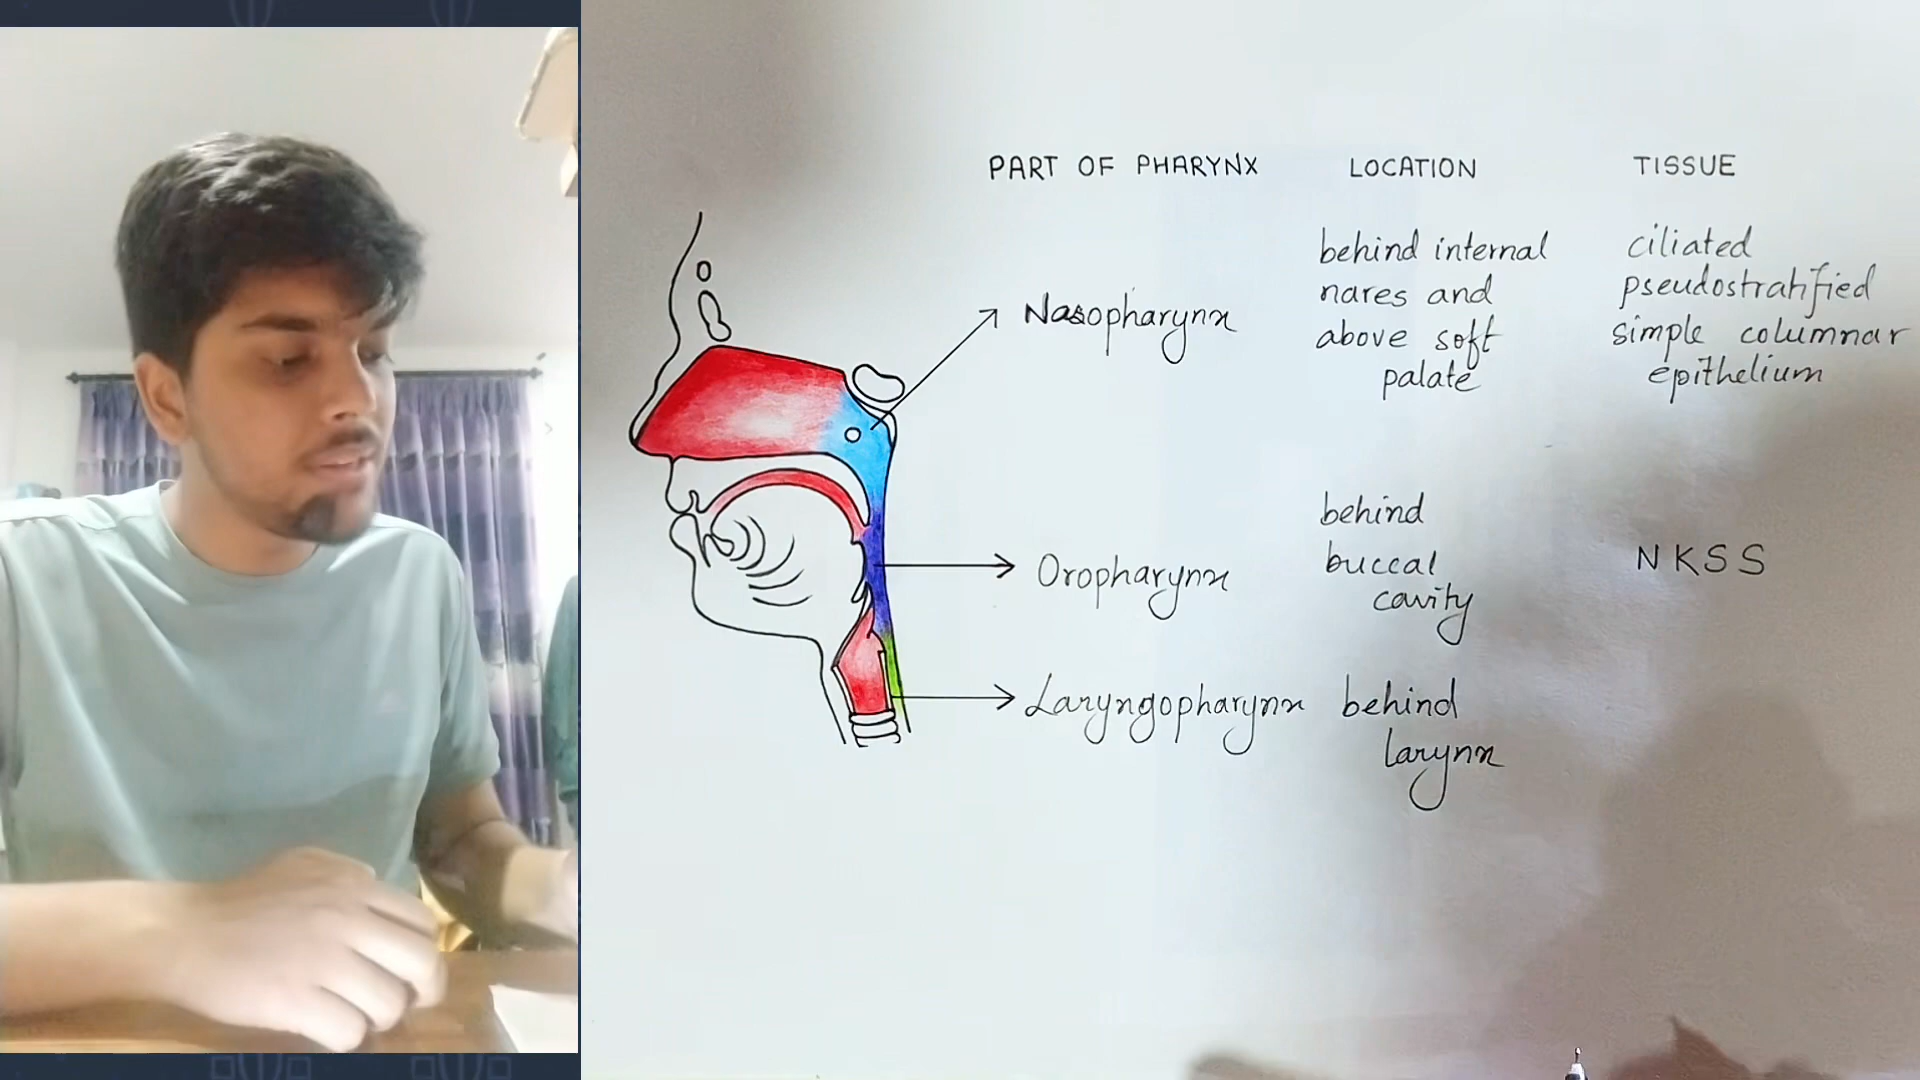 PART OF PHARYNX LOCATION TISSUE
Nasopharynx
behind internal
nares and
above soft
palate
ciliated
pseudostratified
simple columnar
epithelium
Oropharynx
behind
buccal
cavity
NKSS
Laryngopharynx
behind
larynx